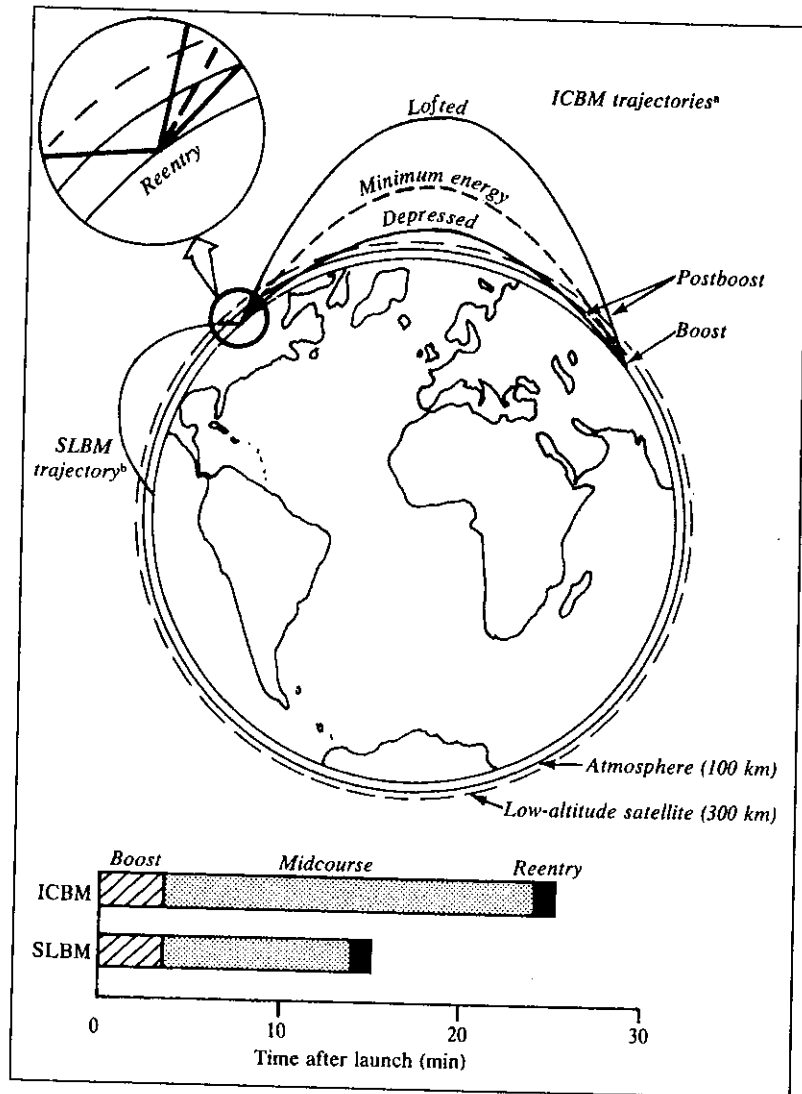 ICBM trajectoriesᵃ
Lofted
Minimum energy
Depressed
Reentry
Postboost
Boost
SLBM
trajectoryᵇ
Atmosphere (100 km)
Low-altitude satellite (300 km)
Boost Midcourse Reentry
ICBM
SLBM
0 10 20 30
Time after launch (min)